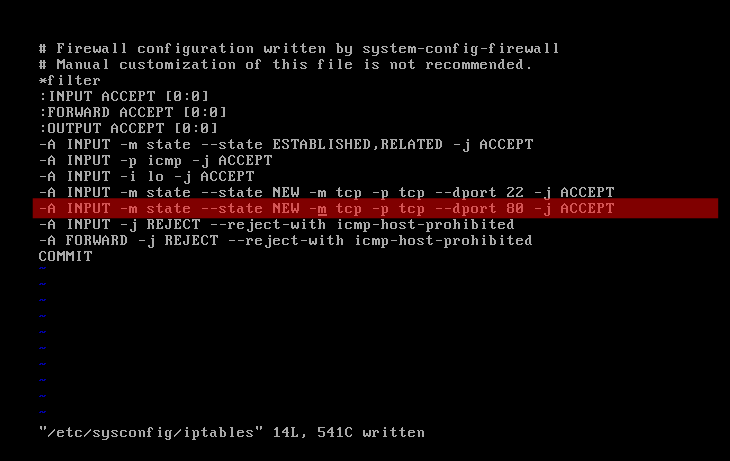 # Firewall configuration written by system-config-firewall
# Manual customization of this file is not recommended.
*filter
:INPUT ACCEPT [0:0]
:FORWARD ACCEPT [0:0]
:OUTPUT ACCEPT [0:0]
-A INPUT -m state --state ESTABLISHED,RELATED -j ACCEPT
-A INPUT -p icmp -j ACCEPT
-A INPUT -i lo -j ACCEPT
-A INPUT -m state --state NEW -m tcp -p tcp --dport 22 -j ACCEPT
-A INPUT -m state --state NEW -m tcp -p tcp --dport 80 -j ACCEPT
-A INPUT -j REJECT --reject-with icmp-host-prohibited
-A FORWARD -j REJECT --reject-with icmp-host-prohibited
COMMIT
~
~
~
~
~
~
~
~
~
~
"/etc/sysconfig/iptables" 14L, 541C written